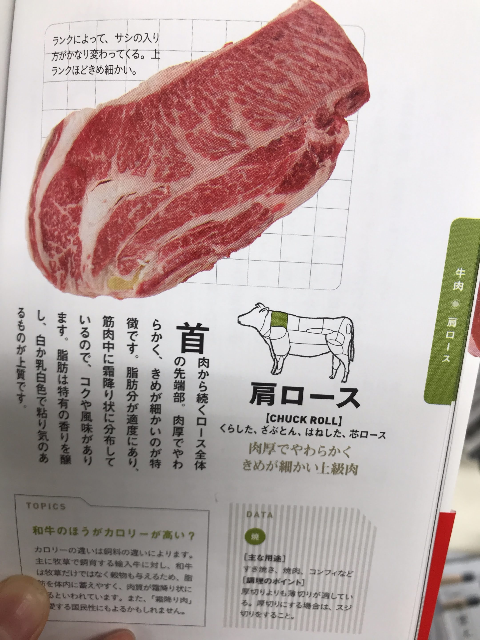 ランクによって、サシの入り
方がかなり変わってくる。上
ランクほどきめ細かい。
牛肉 肩ロース
肩ロース
【CHUCK ROLL】
くらした、ざぶとん、はねした、芯ロース
肉厚でやわらかく
きめが細かい上級肉
首肉から続くロース全体
の先端部。肉厚でやわ
らかく、きめが細かいのが特
徴です。脂肪分が適度にあり、
筋肉中に霜降り状に分布して
いるので、コクや風味があり
ます。脂肪は特有の香りを醸
し、白か乳白色で粘り気のあ
るものが上質です。
TOPICS
和牛のほうがカロリーが高い?
カロリーの違いは飼料の違いによります。
主に牧草で飼育する輸入牛に対し、和牛
は牧草だけではなく穀物も与えるため、脂
肪を体内に蓄えやすく、肉質が霜降り状に
るといわれています。また、「霜降り肉」
愛する国民性にもよるかもしれません。
DATA
焼
[主な用途]
すき焼き、焼肉、コンフィなど
[調理のポイント]
厚切りよりも薄切りが適してい
る。厚切りにする場合は、スジ
切りをすること。